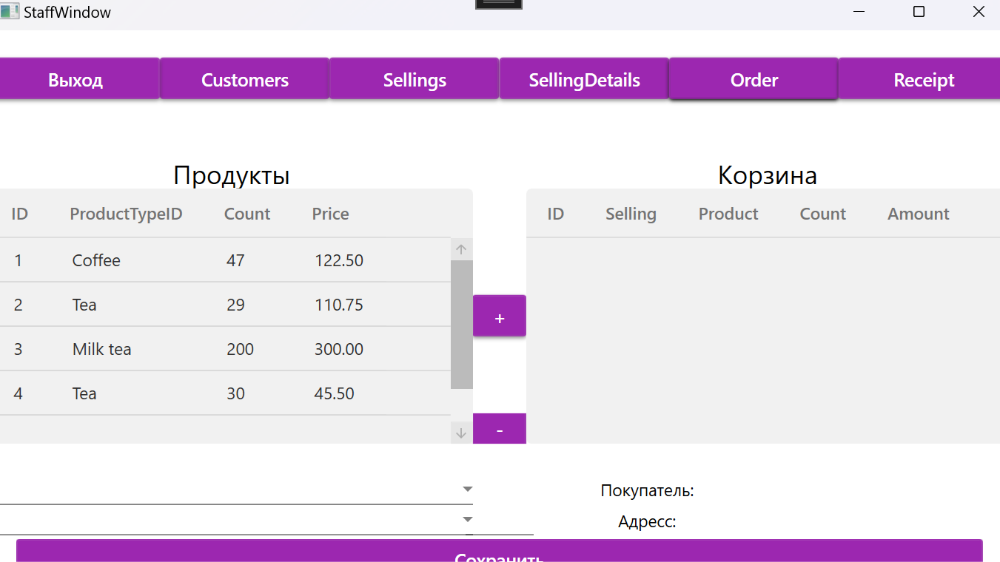 StaffWindow
Выход Customers Sellings SellingDetails Order Receipt
Продукты Корзина
ID ProductTypeID Count Price ID Selling Product Count Amount
1 Coffee 47 122.50
2 Tea 29 110.75
+
3 Milk tea 200 300.00
4 Tea 30 45.50
-
Покупатель:
Адресс:
Сохранить